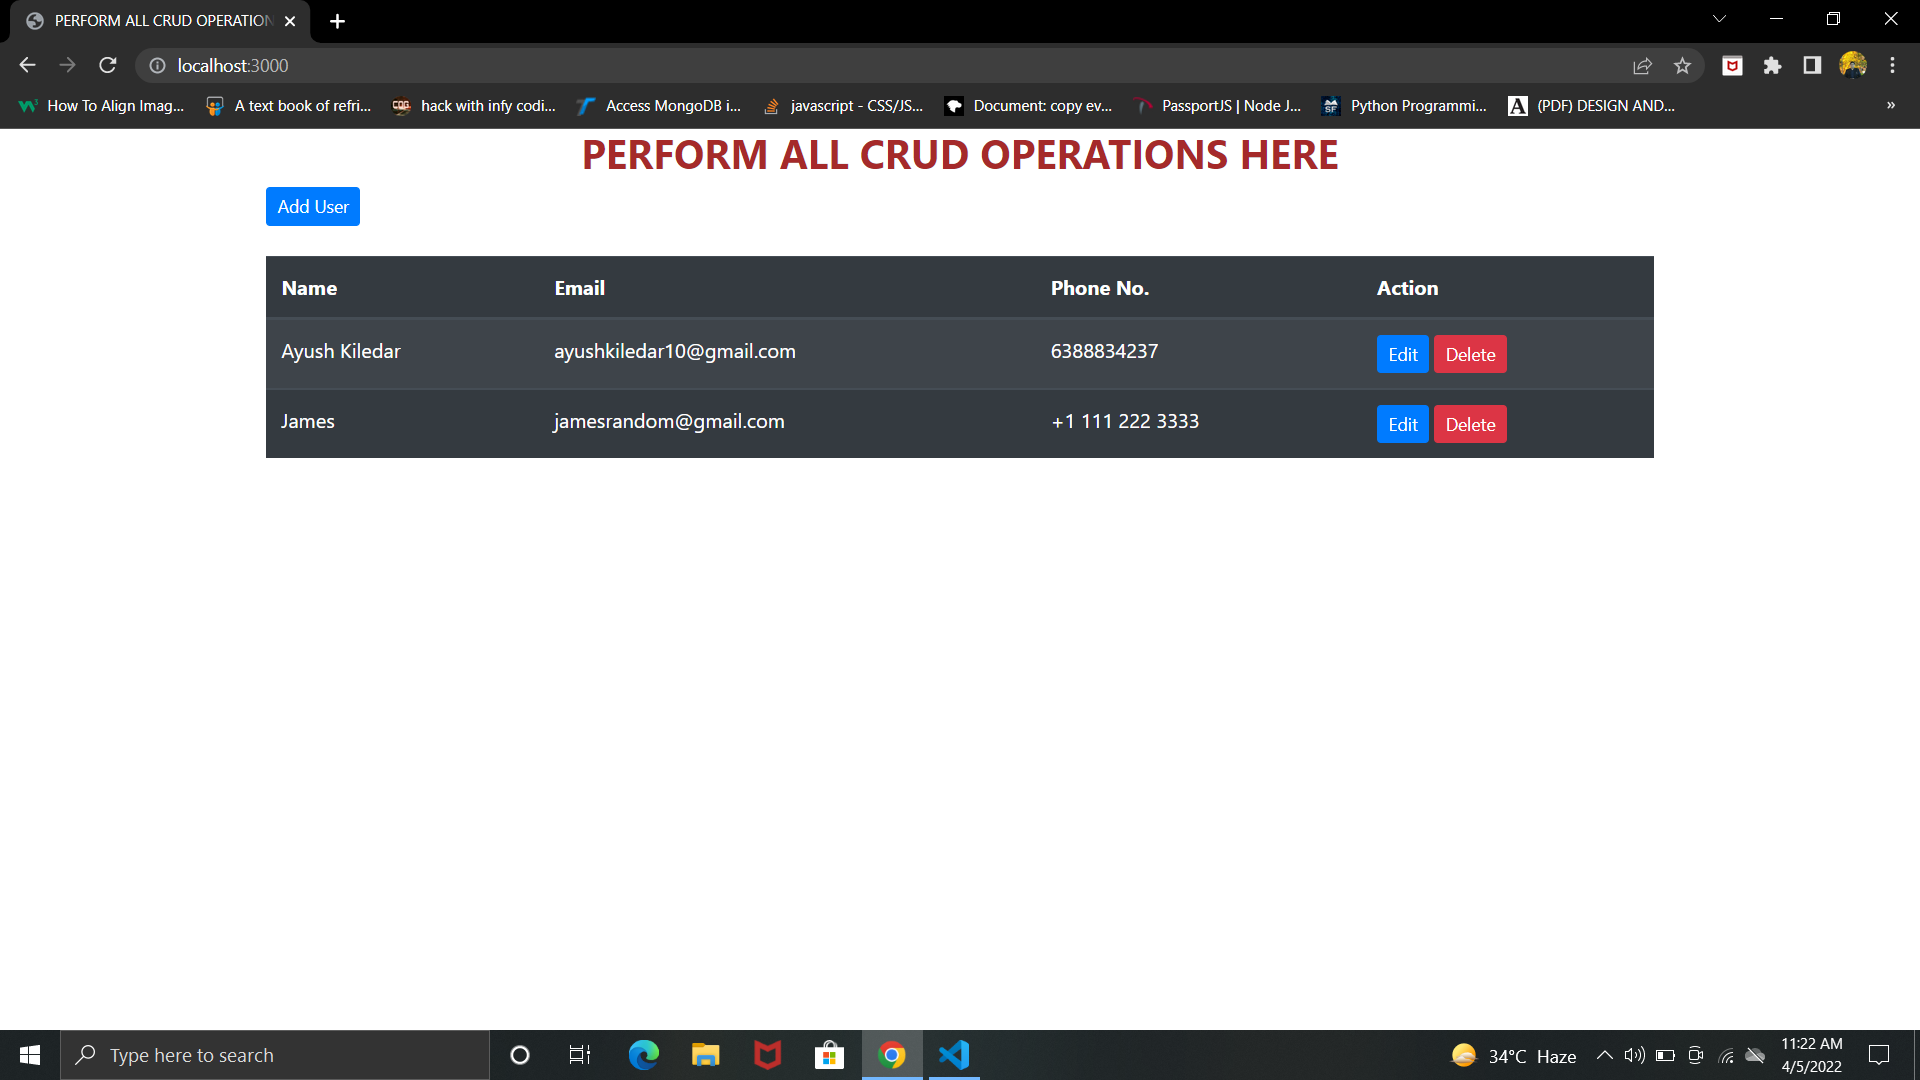 PERFORM ALL CRUD OPERATION
localhost:3000
How To Align Imag... A text book of refri... hack with infy codi... Access MongoDB i... javascript - CSS/JS... Document: copy ev... PassportJS | Node J... Python Programmi... (PDF) DESIGN AND... »
PERFORM ALL CRUD OPERATIONS HERE
Add User
Name Email Phone No. Action
Ayush Kiledar ayushkiledar10@gmail.com 6388834237 Edit Delete
James jamesrandom@gmail.com +1 111 222 3333 Edit Delete
Type here to search
34°C Haze
11:22 AM
4/5/2022